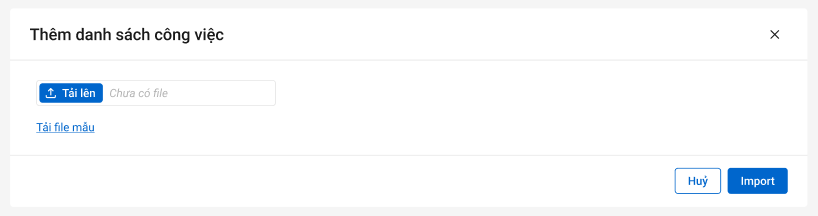 Thêm danh sách công việc
Tải lên Chưa có file
Tải file mẫu
Huỷ Import